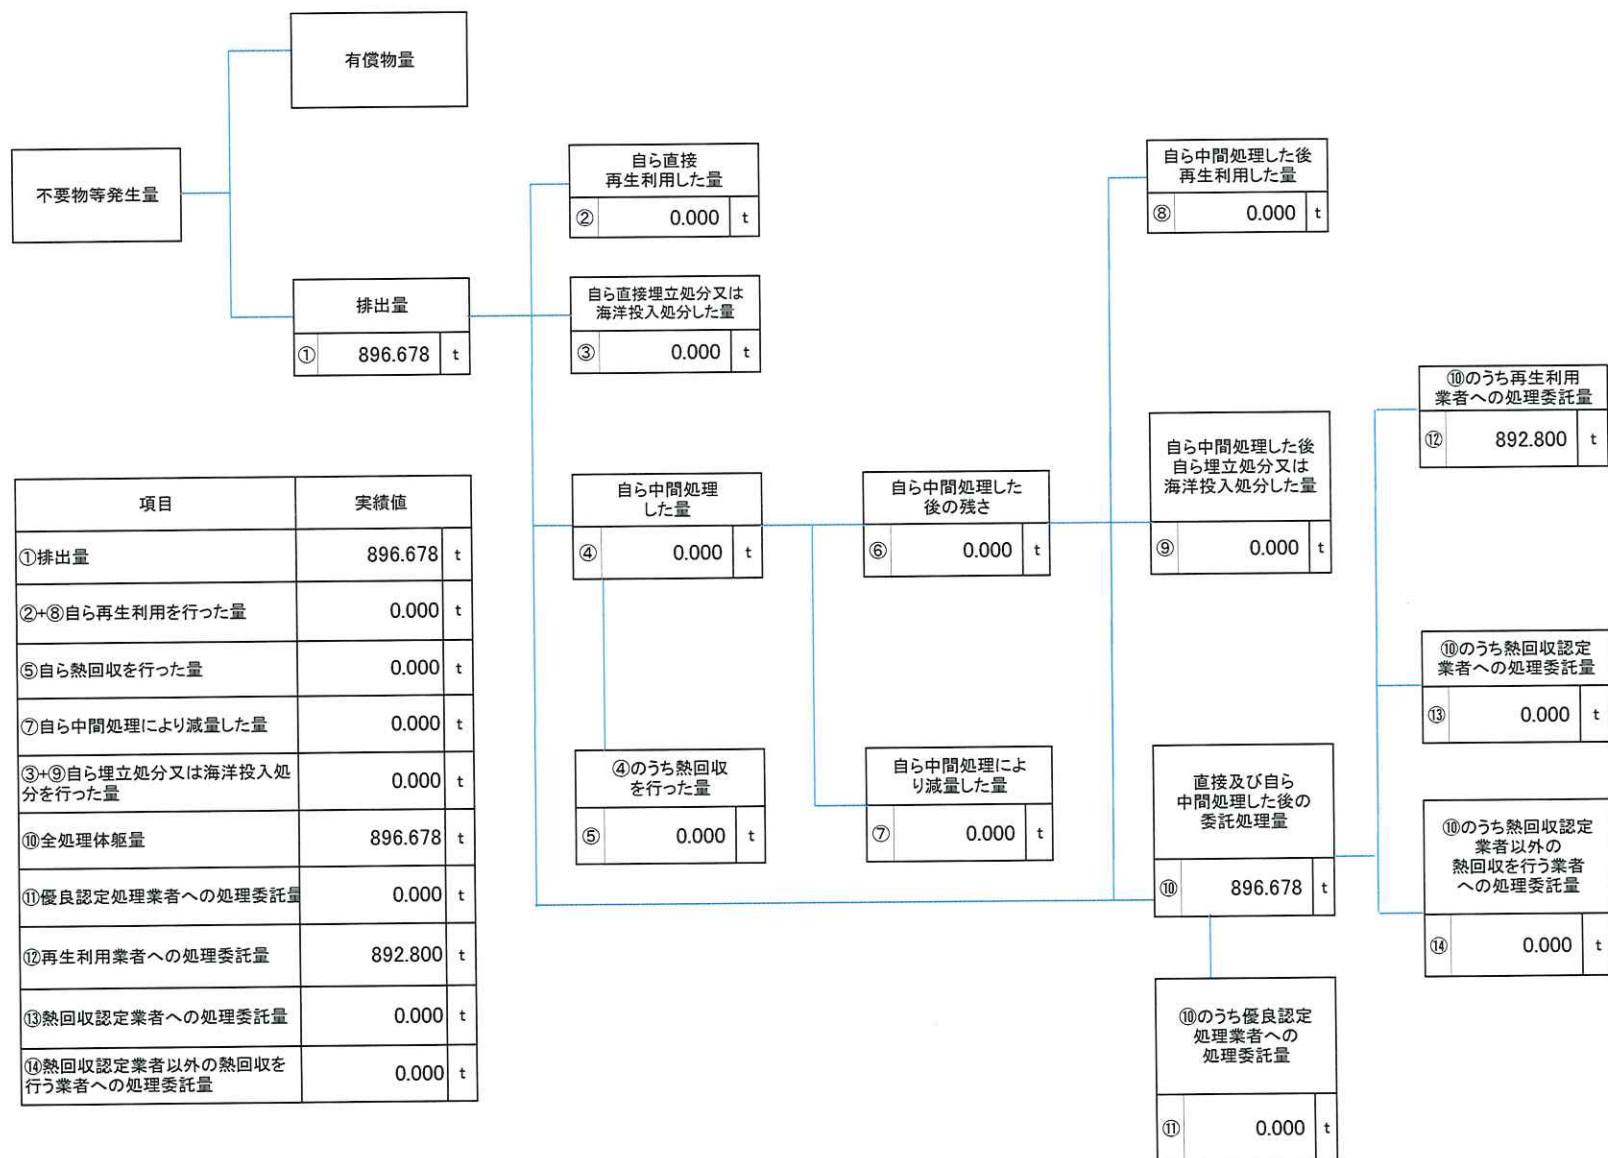 有償物量
不要物等発生量
排出量
① 896.678 t
自ら直接
再生利用した量
② 0.000 t
自ら直接埋立処分又は
海洋投入処分した量
③ 0.000 t
自ら中間処理
した量
④ 0.000 t
④のうち熱回収
を行った量
⑤ 0.000 t
自ら中間処理した
後の残さ
⑥ 0.000 t
自ら中間処理によ
り減量した量
⑦ 0.000 t
自ら中間処理した後
再生利用した量
⑧ 0.000 t
自ら中間処理した後
自ら埋立処分又は
海洋投入処分した量
⑨ 0.000 t
直接及び自ら
中間処理した後の
委託処理量
⑩ 896.678 t
⑩のうち優良認定
処理業者への
処理委託量
⑪ 0.000 t
⑩のうち再生利用
業者への処理委託量
⑫ 892.800 t
⑩のうち熱回収認定
業者への処理委託量
⑬ 0.000 t
⑩のうち熱回収認定
業者以外の
熱回収を行う業者
への処理委託量
⑭ 0.000 t
項目 実績値
①排出量 896.678 t
②+⑧自ら再生利用を行った量 0.000 t
⑤自ら熱回収を行った量 0.000 t
⑦自ら中間処理により減量した量 0.000 t
③+⑨自ら埋立処分又は海洋投入処
分を行った量 0.000 t
⑩全処理体躯量 896.678 t
⑪優良認定処理業者への処理委託量 0.000 t
⑫再生利用業者への処理委託量 892.800 t
⑬熱回収認定業者への処理委託量 0.000 t
⑭熱回収認定業者以外の熱回収を
行う業者への処理委託量 0.000 t